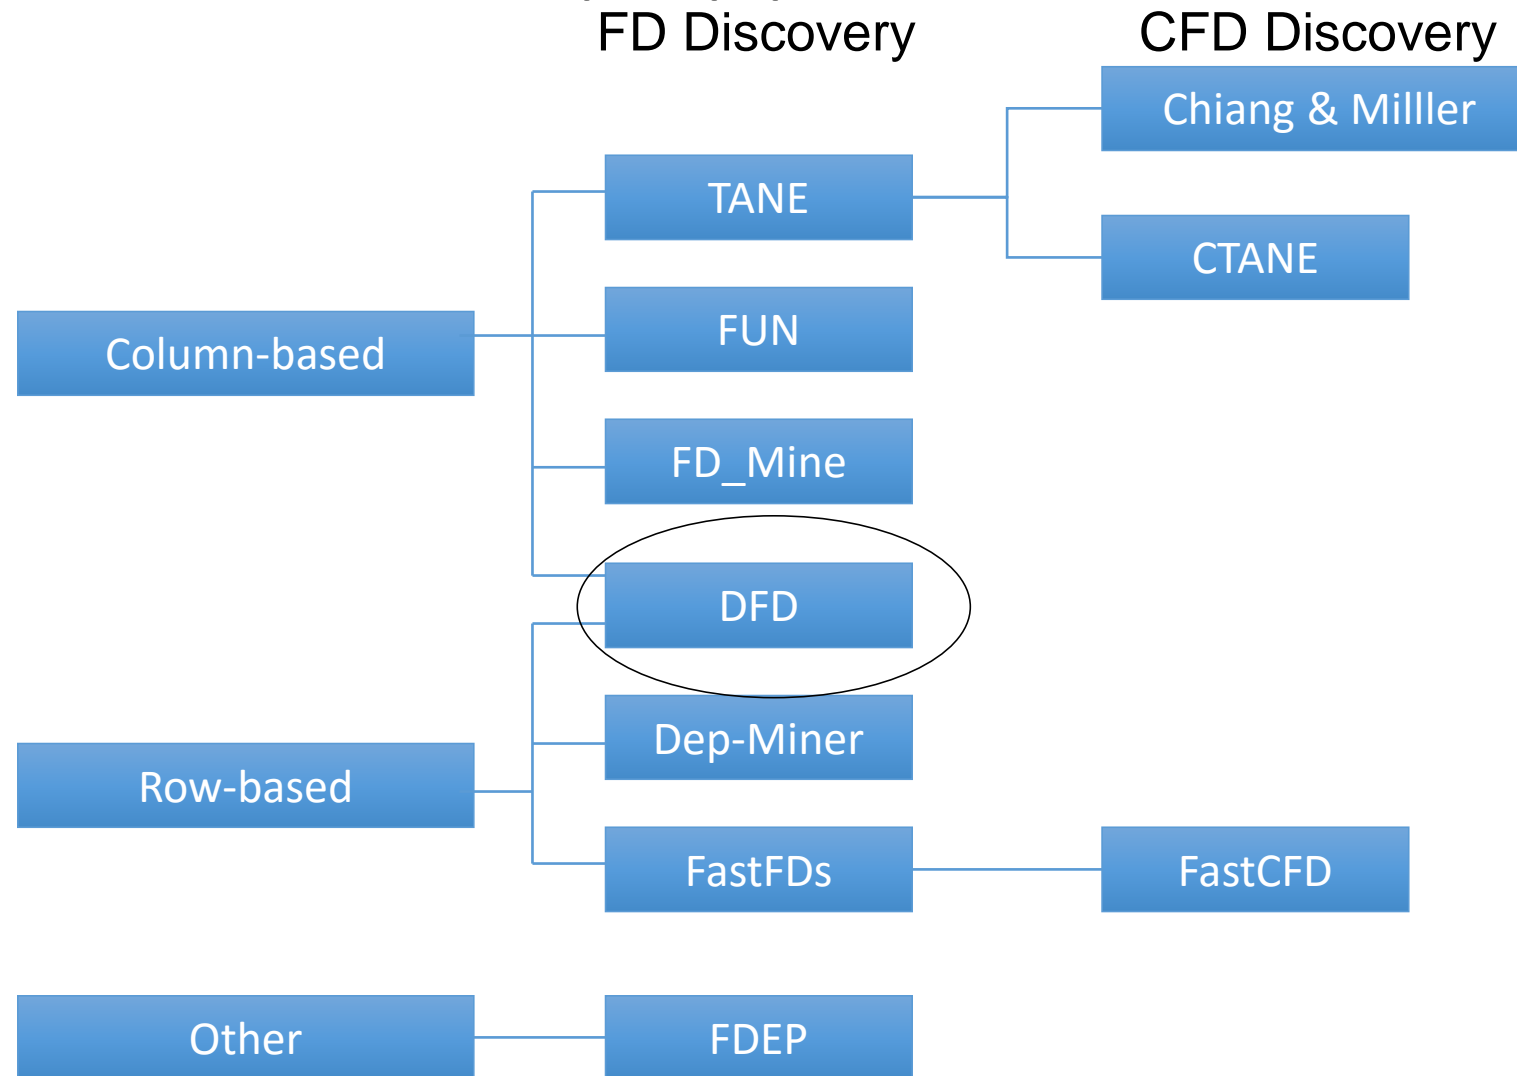 FD Discovery
CFD Discovery
Chiang & Milller
TANE
CTANE
FUN
Column-based
FD_Mine
DFD
Dep-Miner
Row-based
FastFDs
FastCFD
Other
FDEP